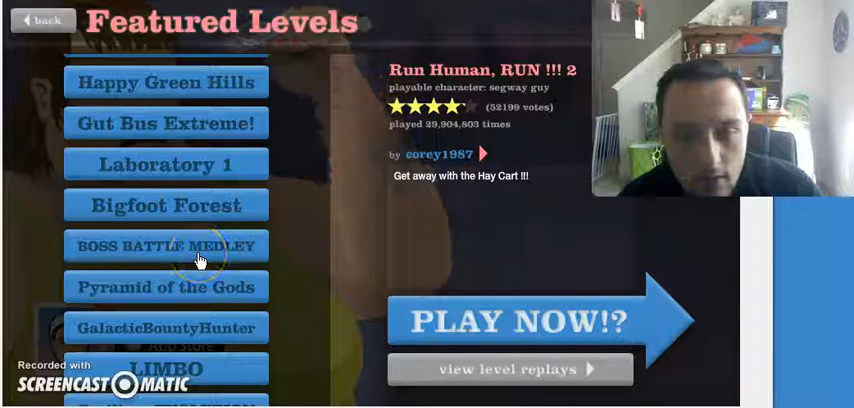 back
Featured Levels
Happy Green Hills
Gut Bus Extreme!
Laboratory 1
Bigfoot Forest
BOSS BATTLE MEDLEY
Pyramid of the Gods
GalacticBountyHunter
App Store
LIMBO
Run Human, RUN !!! 2
playable character: segway guy
(52199 votes)
played 29,904,803 times
by corey1987
Get away with the Hay Cart !!!
PLAY NOW!?
view level replays
Recorded with
SCREENCAST-O-MATIC